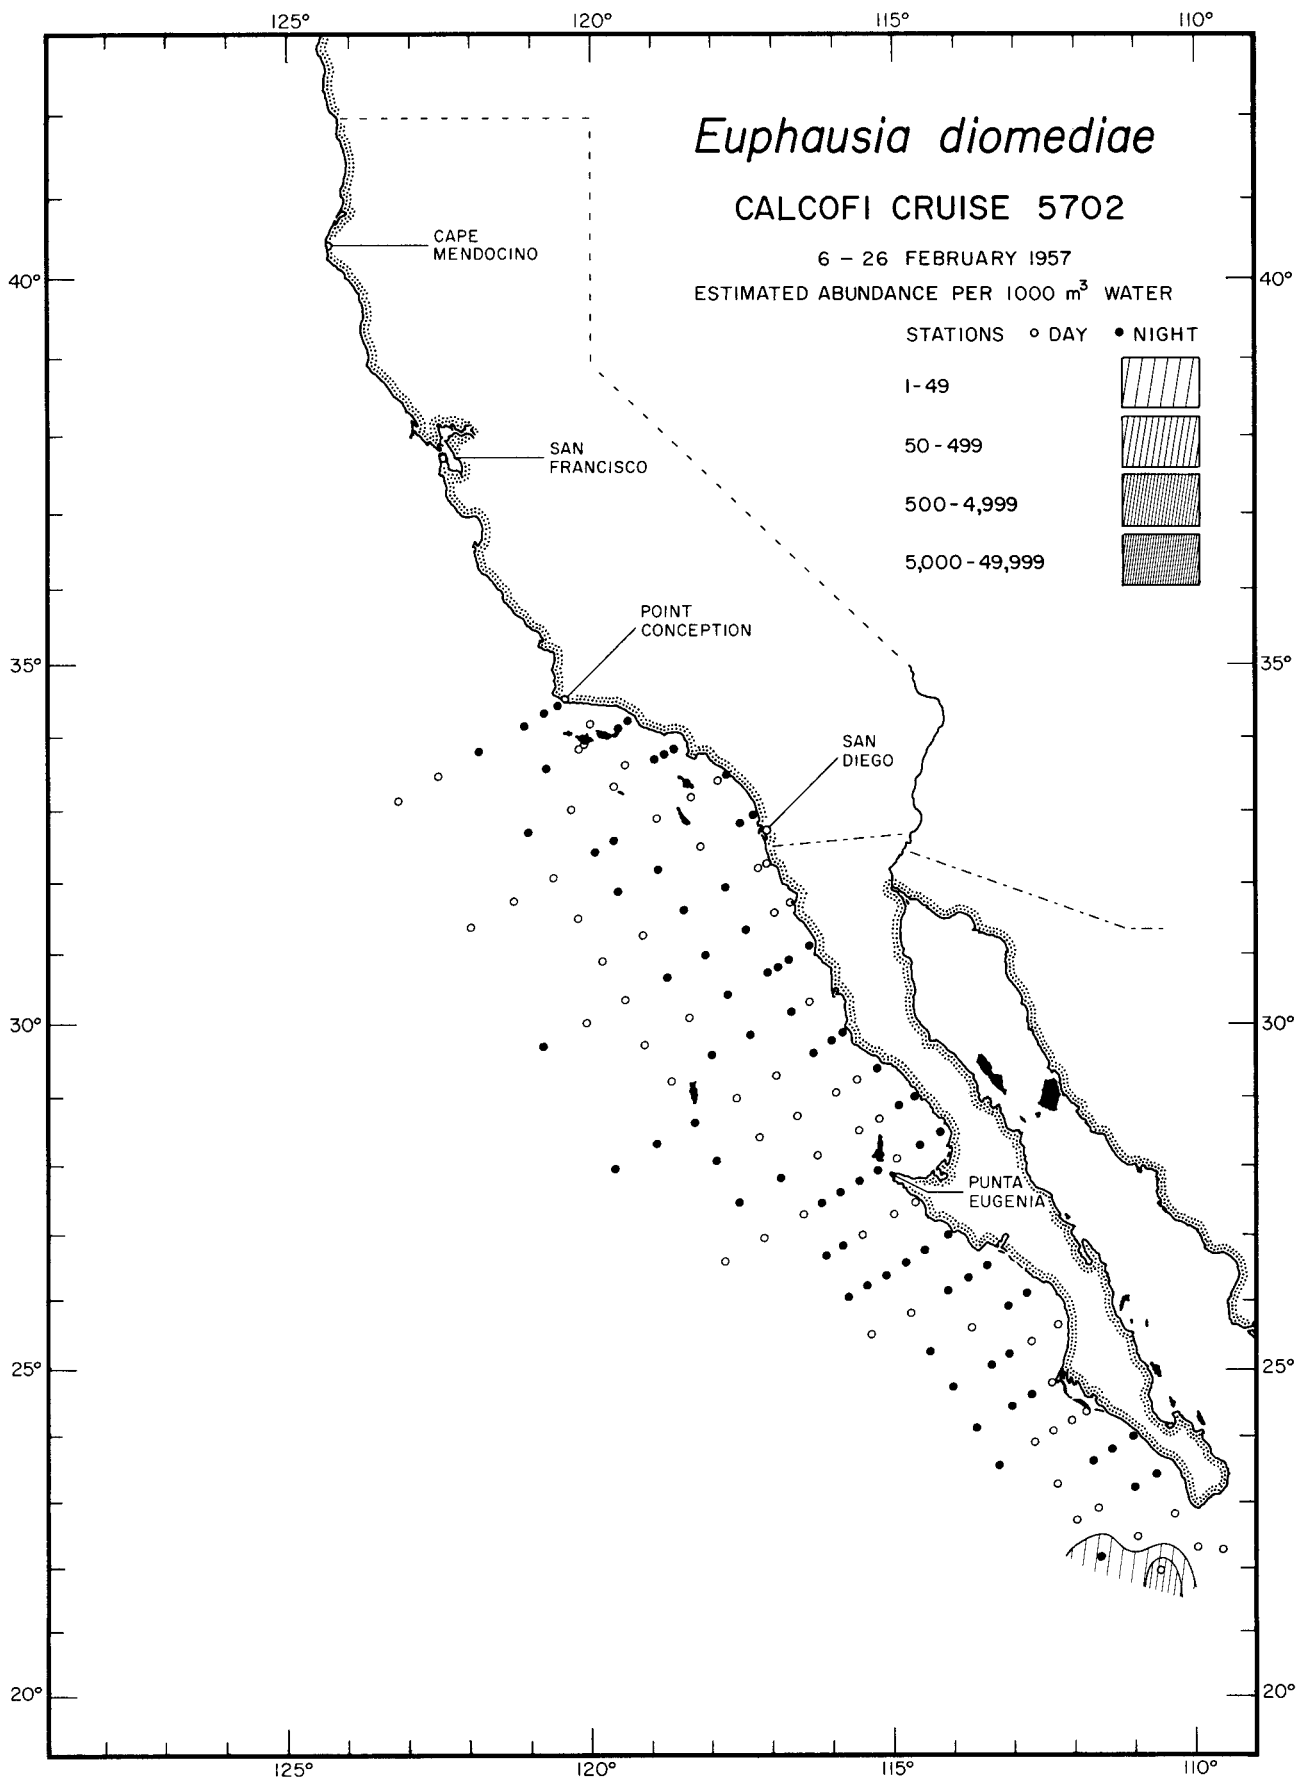 125° 120° 115° 110°
Euphausia diomediae
CALCOFI CRUISE 5702
6 – 26 FEBRUARY 1957
ESTIMATED ABUNDANCE PER 1000 m³ WATER
STATIONS ○ DAY ● NIGHT
1-49
50-499
500-4,999
5,000-49,999
CAPE
MENDOCINO
40° 40°
SAN
FRANCISCO
POINT
CONCEPTION
35° 35°
SAN
DIEGO
30° 30°
PUNTA
EUGENIA
25° 25°
20° 20°
125° 120° 115° 110°